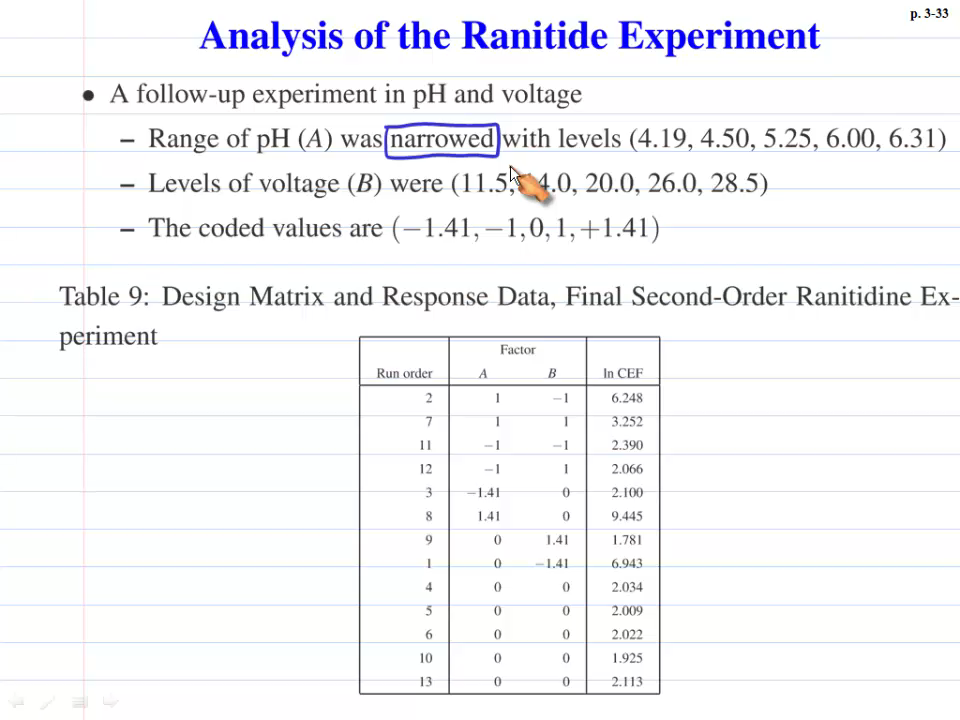 p. 3-33
Analysis of the Ranitide Experiment
• A follow-up experiment in pH and voltage
– Range of pH (A) was narrowed with levels (4.19, 4.50, 5.25, 6.00, 6.31)
– Levels of voltage (B) were (11.5, 4.0, 20.0, 26.0, 28.5)
– The coded values are (−1.41, −1, 0, 1, +1.41)
Table 9: Design Matrix and Response Data, Final Second-Order Ranitidine Ex-
periment
Factor
Run order A B ln CEF
2 1 −1 6.248
7 1 1 3.252
11 −1 −1 2.390
12 −1 1 2.066
3 −1.41 0 2.100
8 1.41 0 9.445
9 0 1.41 1.781
1 0 −1.41 6.943
4 0 0 2.034
5 0 0 2.009
6 0 0 2.022
10 0 0 1.925
13 0 0 2.113